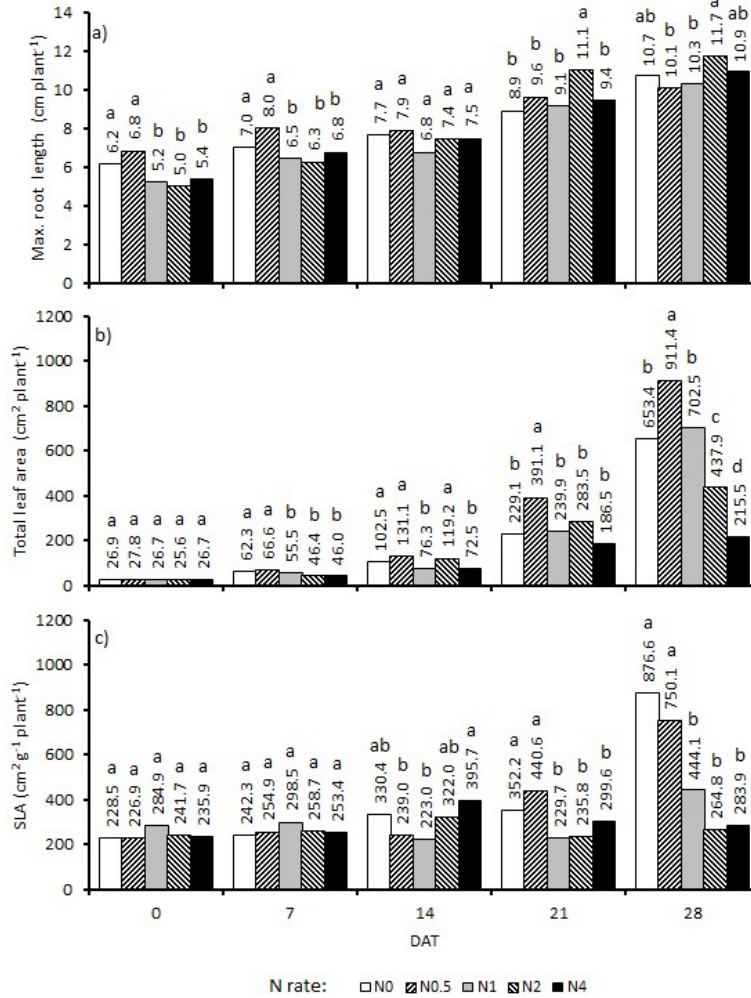 a)
Max. root length (cm plant⁻¹)
14
12
10
8
6
4
2
0
a a b b b
6.2 6.8 5.2 5.0 5.4
a a b b b
7.0 8.0 6.5 6.3 6.8
a a a a a
7.7 7.9 6.8 7.4 7.5
b b b a b
8.9 9.6 9.1 11.1 9.4
ab b b a ab
10.7 10.1 10.3 11.7 10.9
b)
Total leaf area (cm² plant⁻¹)
1200
1000
800
600
400
200
0
a a a a a
26.9 27.8 26.7 25.6 26.7
a a b b b
62.3 66.6 55.5 46.4 46.0
a a b a b
102.5 131.1 76.3 119.2 72.5
b a b b b
229.1 391.1 239.9 283.5 186.5
b a b c d
653.4 911.4 702.5 437.9 215.5
c)
SLA (cm² g⁻¹ plant⁻¹)
1200
1000
800
600
400
200
0
a a a a a
228.5 226.9 284.9 241.7 235.9
a a a a a
242.3 254.9 298.5 258.7 253.4
ab b b ab a
330.4 239.0 223.0 322.0 395.7
a a b b b
352.2 440.6 229.7 235.8 299.6
a a b b b
876.6 750.1 444.1 264.8 283.9
0 7 14 21 28
DAT
N rate: N0 N0.5 N1 N2 N4